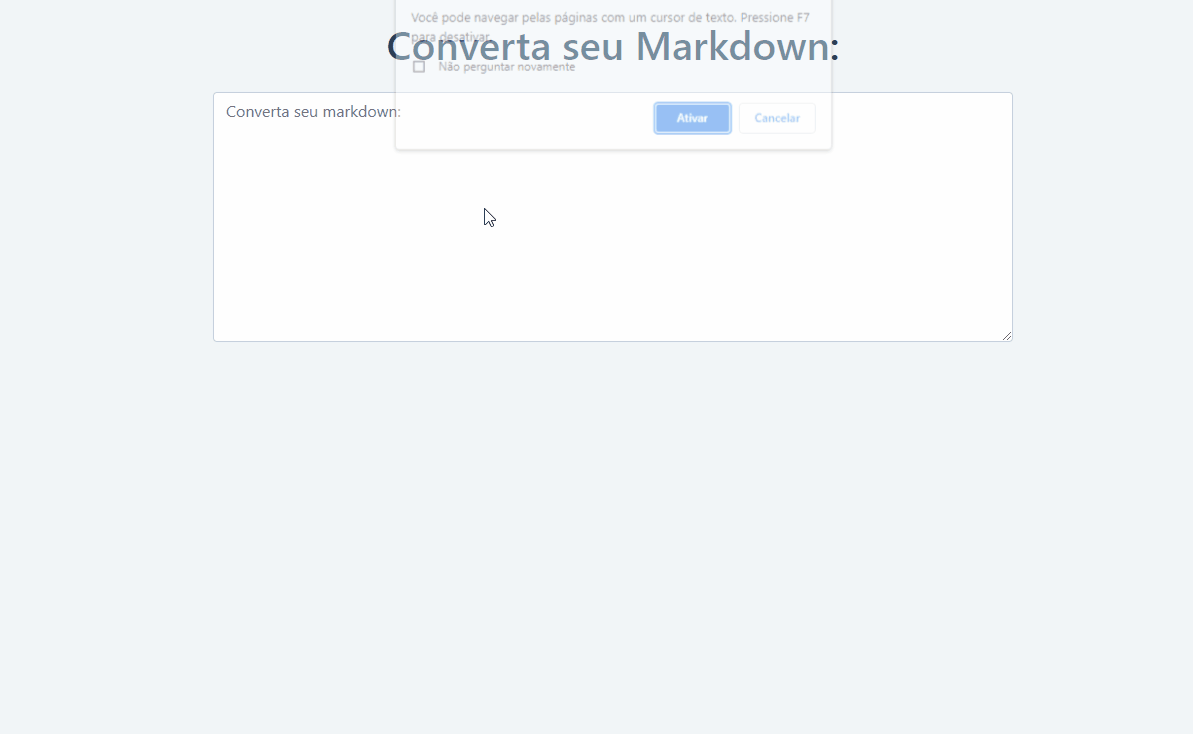 Você pode navegar pelas páginas com um cursor de texto. Pressione F7
para desativar.
Converta seu Markdown:
Não perguntar novamente
Converta seu markdown:
Ativar
Cancelar